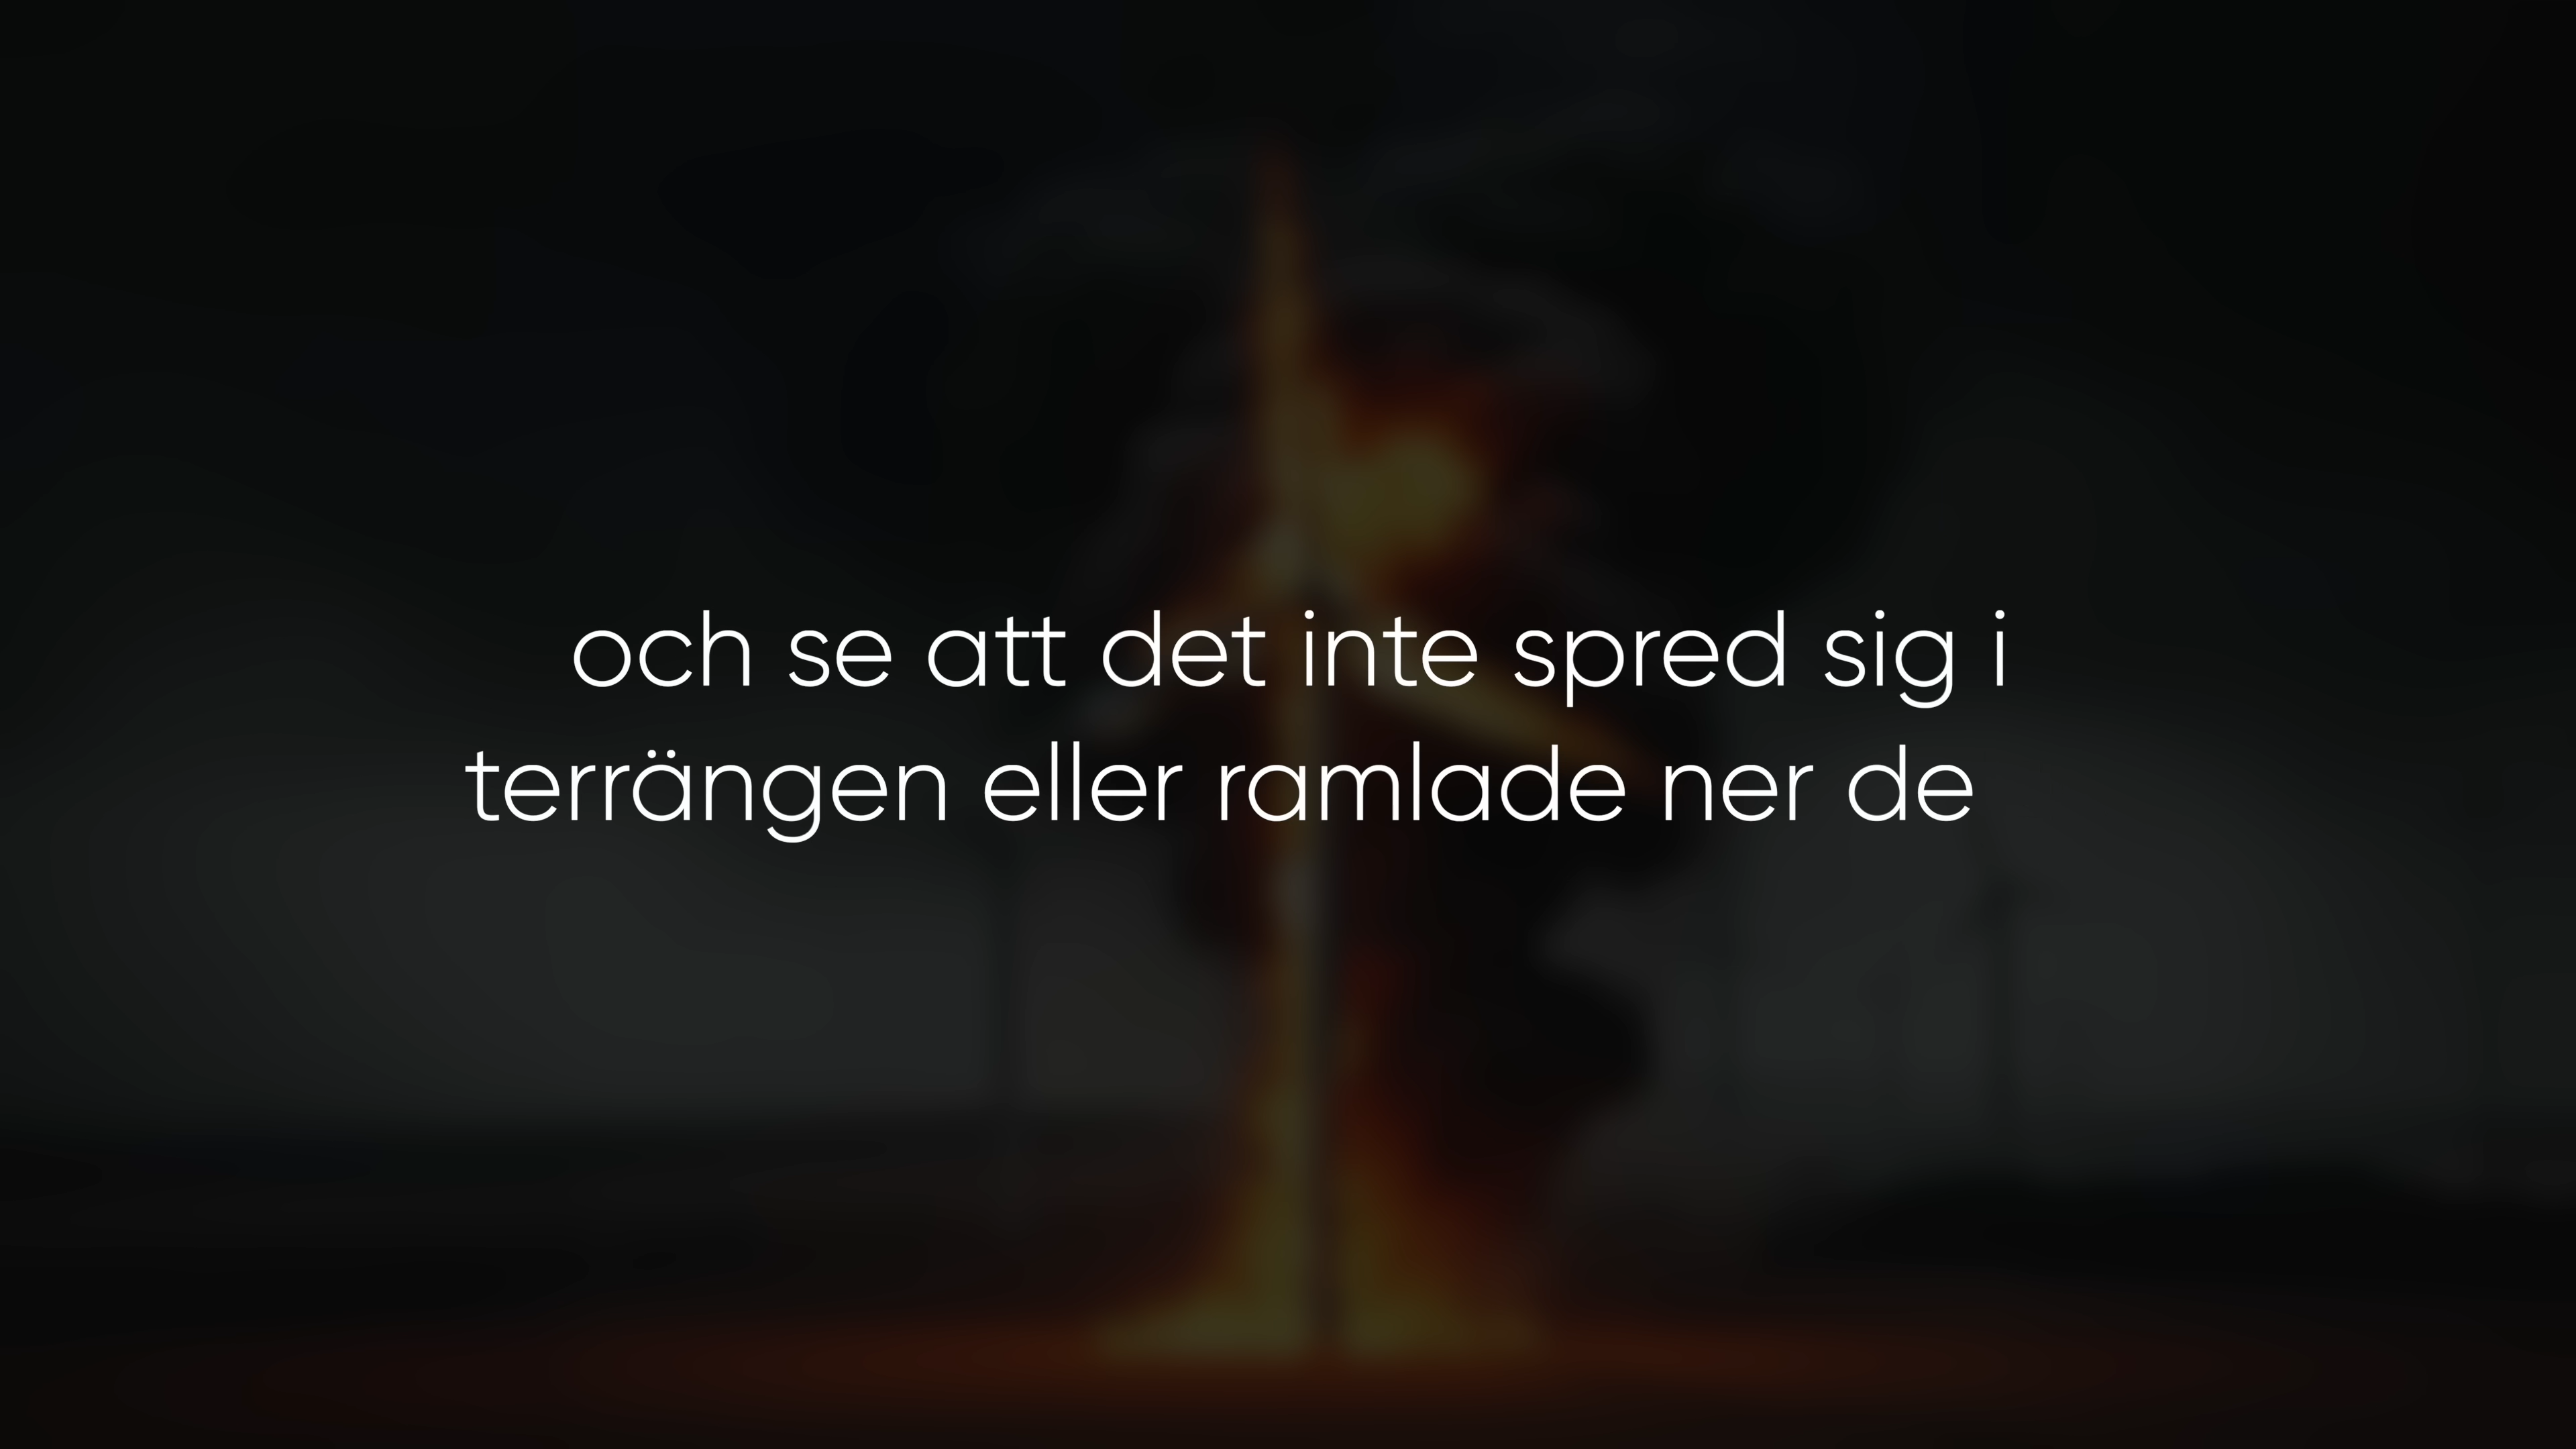 och se att det inte spred sig i
terrängen eller ramlade ner de